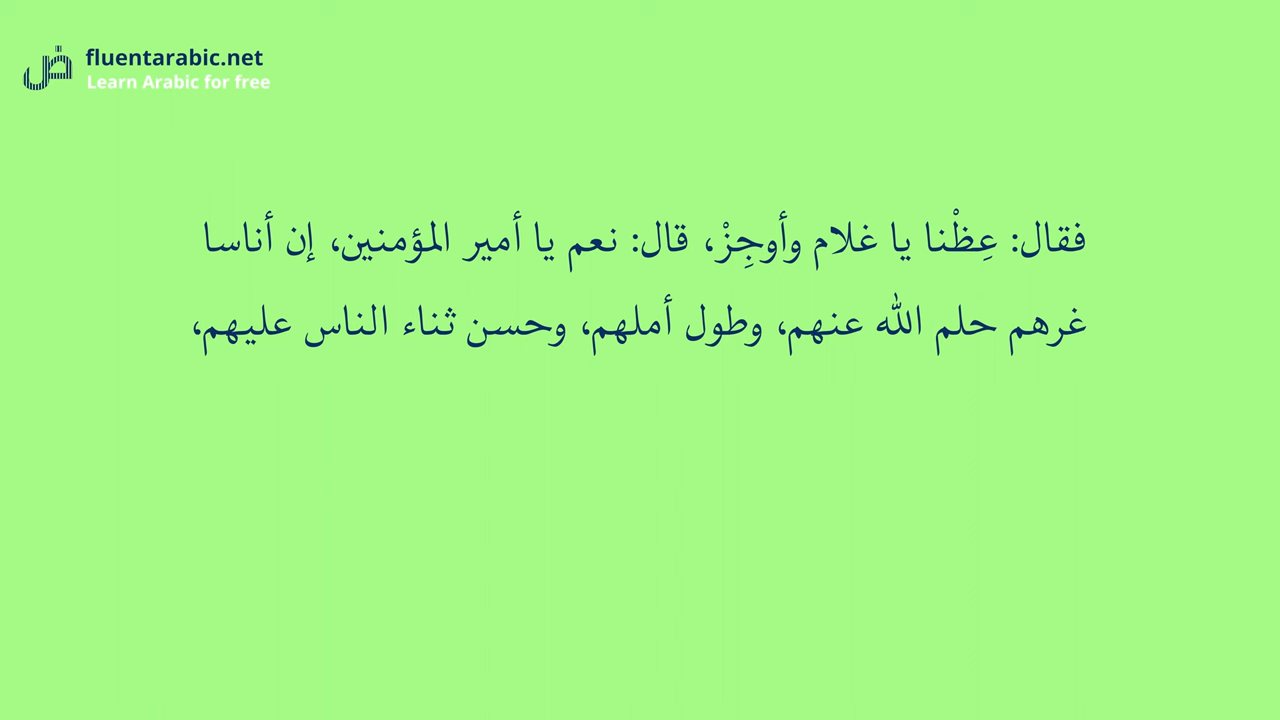 fluentarabic.net
Learn Arabic for free
فقال: عِظْنا يا غلام وأوجِزْ، قال: نعم يا أمير المؤمنين، إن أناسا
غرهم حلم الله عنهم، وطول أملهم، وحسن ثناء الناس عليهم،